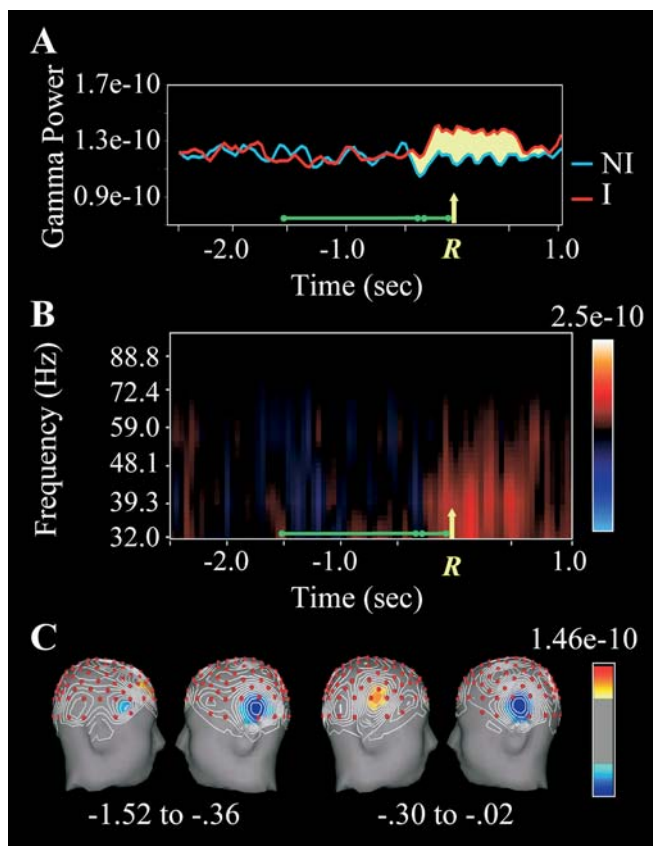 A
Gamma Power
1.7e-10
1.3e-10
0.9e-10
NI
I
-2.0
-1.0
R
1.0
Time (sec)
B
2.5e-10
Frequency (Hz)
88.8
72.4
59.0
48.1
39.3
32.0
-2.0
-1.0
R
1.0
Time (sec)
C
1.46e-10
-1.52 to -.36
-.30 to -.02